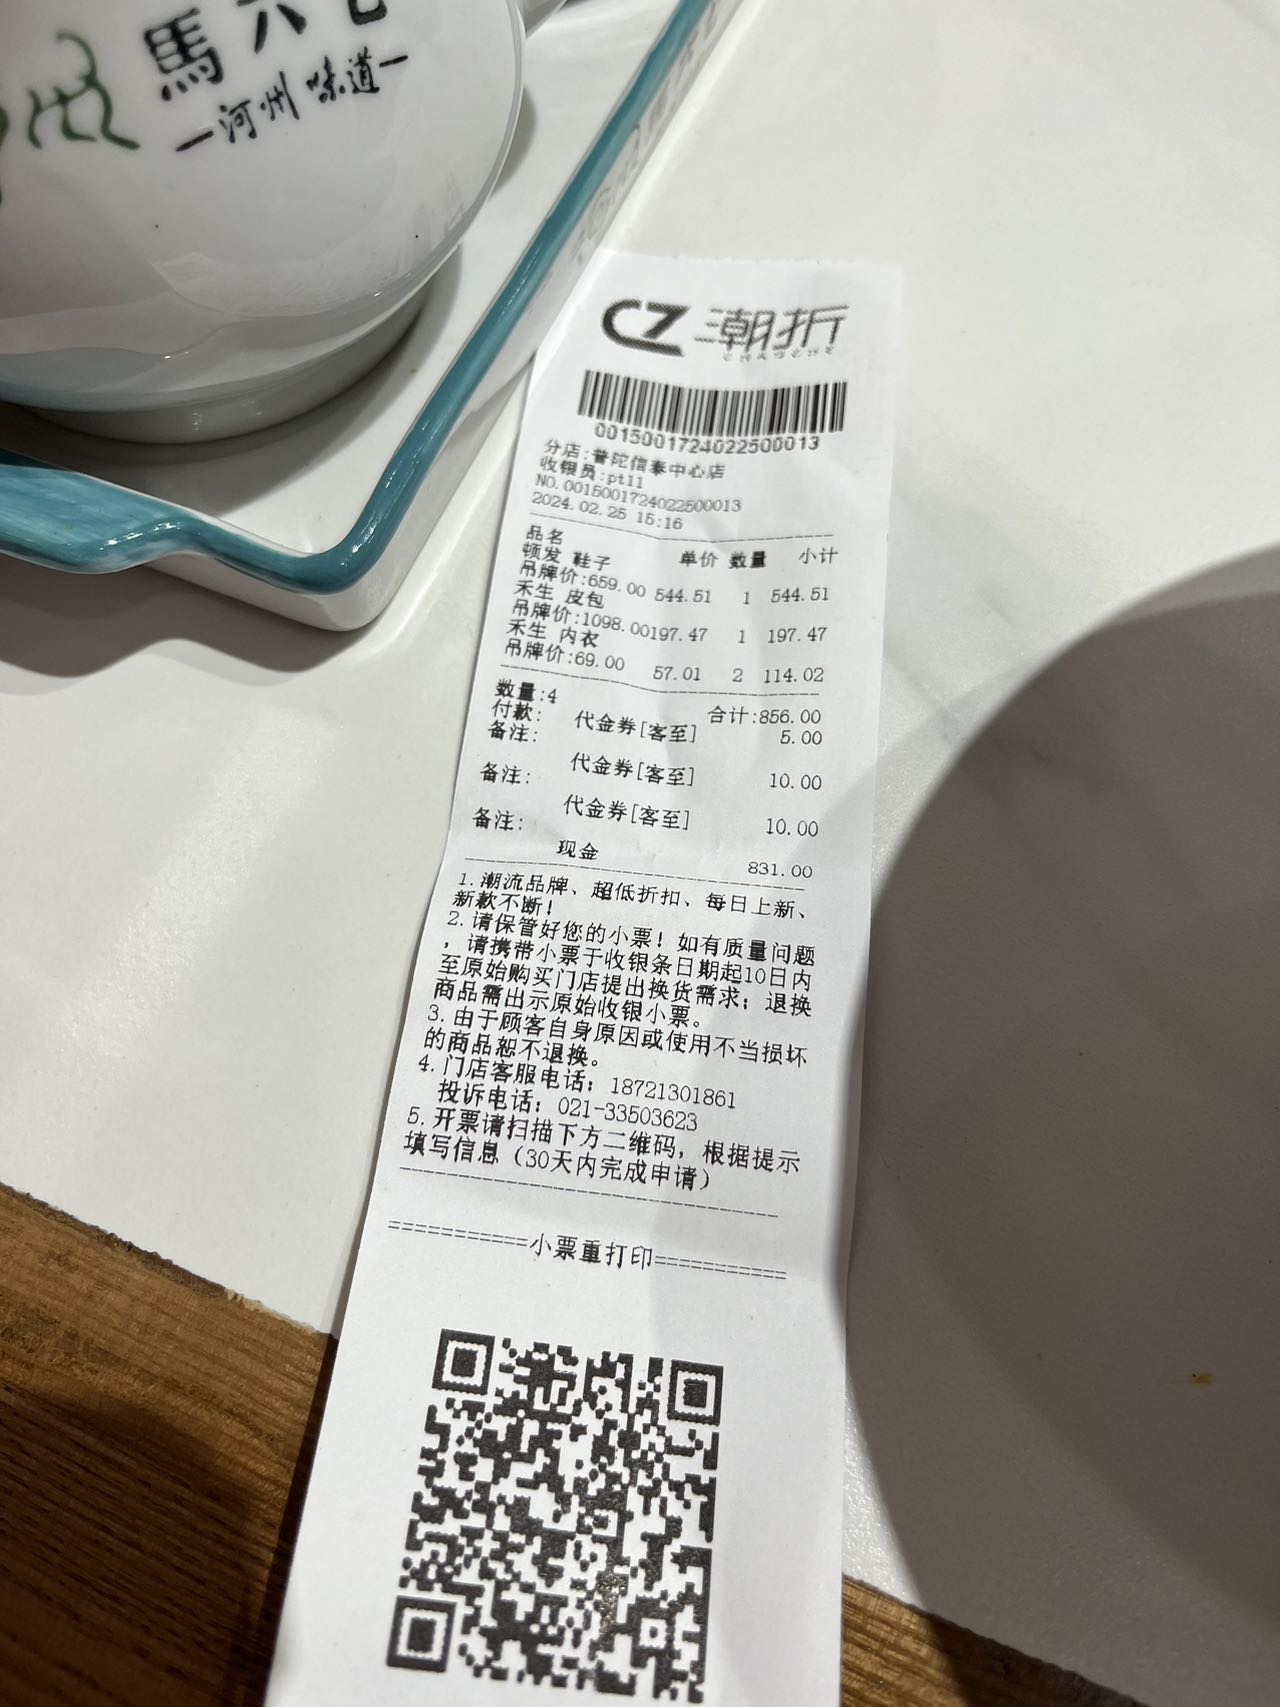 馬六七
河州 味道
CZ 潮折
CHAOZHE
0015001724022500013
分店:普陀信泰中心店
收银员:pt11
NO.0015001724022500013
2024.02.25 15:16
品名 单价 数量 小计
顿发 鞋子
吊牌价:659.00 544.51 1 544.51
禾生 皮包
吊牌价:1098.00197.47 1 197.47
禾生 内衣
吊牌价:69.00 57.01 2 114.02
数量:4 合计:856.00
付款: 代金券[客至] 5.00
备注:
代金券[客至] 10.00
备注:
代金券[客至] 10.00
备注:
现金 831.00
1.潮流品牌、超低折扣、每日上新、
新款不断!
2.请保管好您的小票!如有质量问题
,请携带小票于收银条日期起10日内
至原始购买门店提出换货需求;退换
商品需出示原始收银小票。
3.由于顾客自身原因或使用不当损坏
的商品恕不退换。
4.门店客服电话:18721301861
投诉电话:021-33503623
5.开票请扫描下方二维码,根据提示
填写信息(30天内完成申请)
===========小票重打印===========